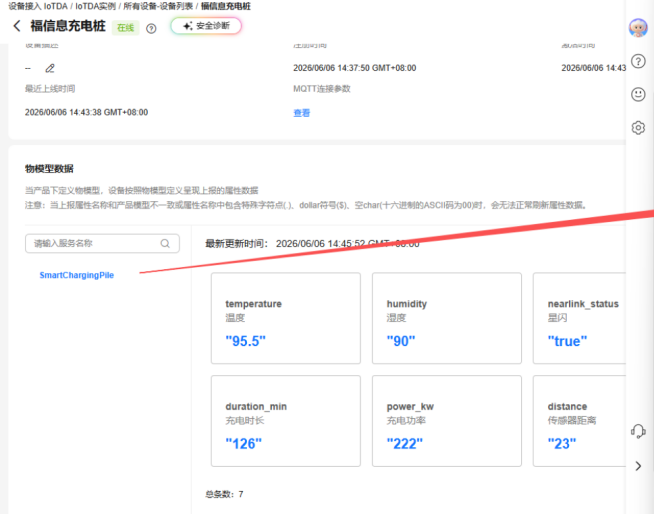 设备接入 IoTDA / IoTDA实例 / 所有设备-设备列表 / 福信息充电桩
福信息充电桩 在线 安全诊断
设备描述 注册时间 激活时间
-- 2026/06/06 14:37:50 GMT+08:00 2026/06/06 14:43
最近上线时间 MQTT连接参数
2026/06/06 14:43:38 GMT+08:00 查看
物模型数据
当产品下定义物模型，设备按照物模型定义呈现上报的属性数据
注意：当上报属性名称和产品模型不一致或属性名称中包含特殊字符点(.)、dollar符号($)、空char(十六进制的ASCII码为00)时，会无法正常刷新属性数据。
请输入服务名称 最新更新时间： 2026/06/06 14:45:52 GMT+08:00
SmartChargingPile
temperature humidity nearlink_status
温度 湿度 星闪
"95.5" "90" "true"
duration_min power_kw distance
充电时长 充电功率 传感器距离
"126" "222" "23"
总条数：7